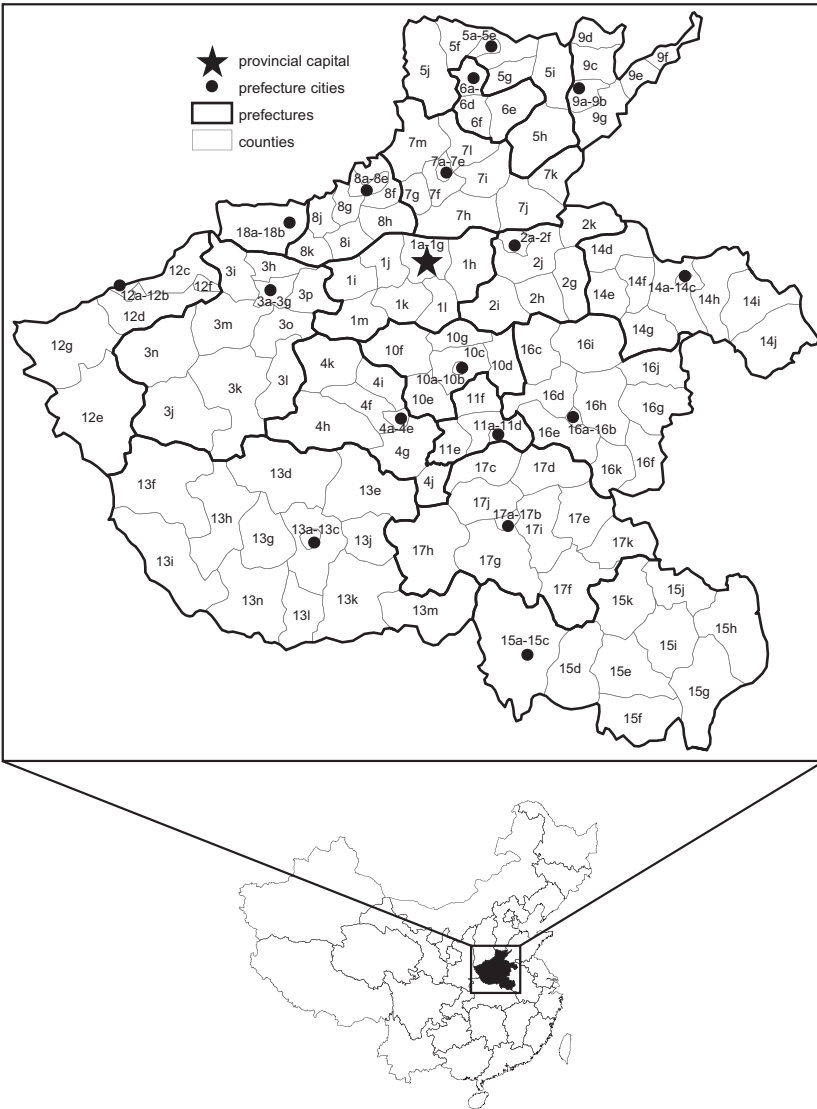 provincial capital
prefecture cities
prefectures
counties
5a-5e
5f
5j
5g
5i
6a-
6d
6e
6f
5h
9d
9c
9f
9e
9a-9b
9g
7m
7l
7a-7e
7i
7k
7g
7f
7h
7j
8a-8e
8f
8g
8j
8h
8i
8k
18a-18b
1a-1g
1j
1h
1i
1k
1l
1m
2a-2f
2k
2j
2g
2h
2i
3i
3h
3p
3a-3g
3m
3o
3n
3k
3l
3j
12c
12f
12a-12b
12d
12g
12e
14d
14f
14a-14c
14e
14h
14i
14g
14j
10g
10f
10c
10d
10a-10b
10e
16c
16i
16j
16d
16h
16g
16a-16b
16e
16k
16f
4k
4i
4f
4a-4e
4h
4g
4j
11f
11a-11d
11e
13f
13d
13e
13h
13g
13a-13c
13j
13i
13n
13l
13k
13m
17c
17d
17j
17a-17b
17e
17i
17k
17h
17g
17f
15k
15j
15h
15a-15c
15i
15d
15e
15g
15f